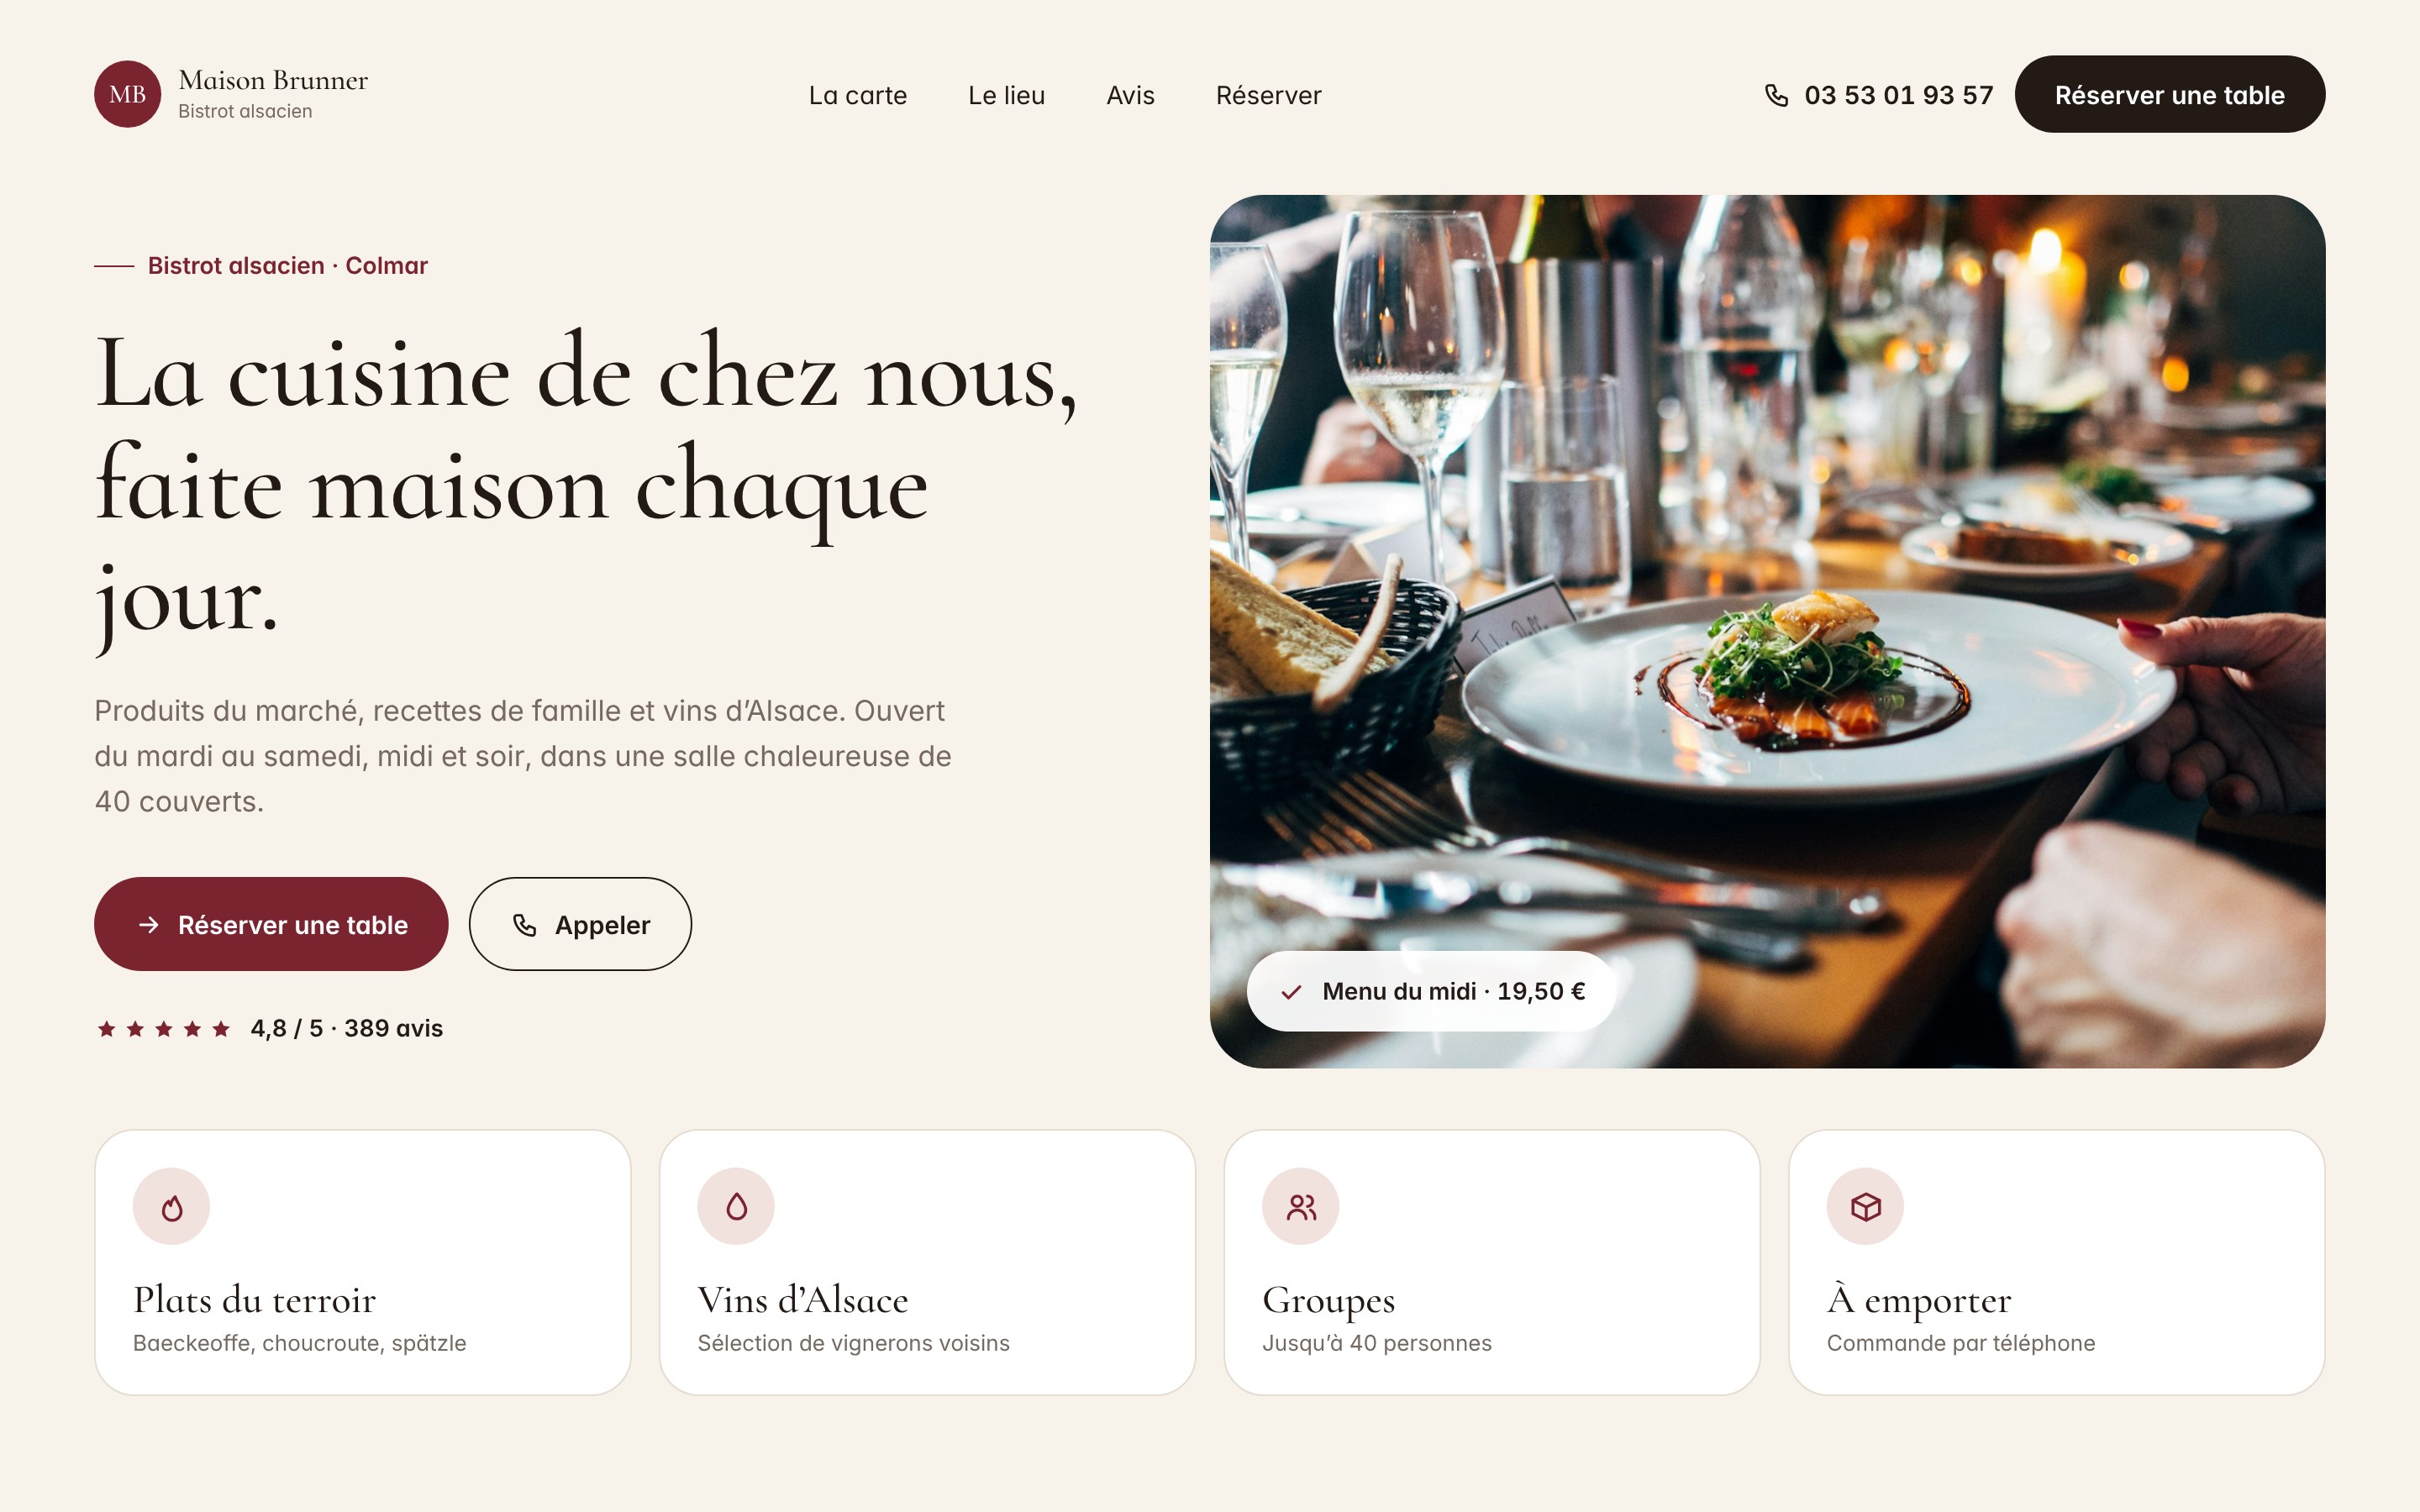 MB
Maison Brunner
Bistrot alsacien
La carte
Le lieu
Avis
Réserver
03 53 01 93 57
Réserver une table
Bistrot alsacien · Colmar
La cuisine de chez nous,
faite maison chaque
jour.
Produits du marché, recettes de famille et vins d’Alsace. Ouvert
du mardi au samedi, midi et soir, dans une salle chaleureuse de
40 couverts.
Réserver une table
Appeler
4,8 / 5 · 389 avis
Menu du midi · 19,50 €
Plats du terroir
Baeckeoffe, choucroute, spätzle
Vins d’Alsace
Sélection de vignerons voisins
Groupes
Jusqu’à 40 personnes
À emporter
Commande par téléphone